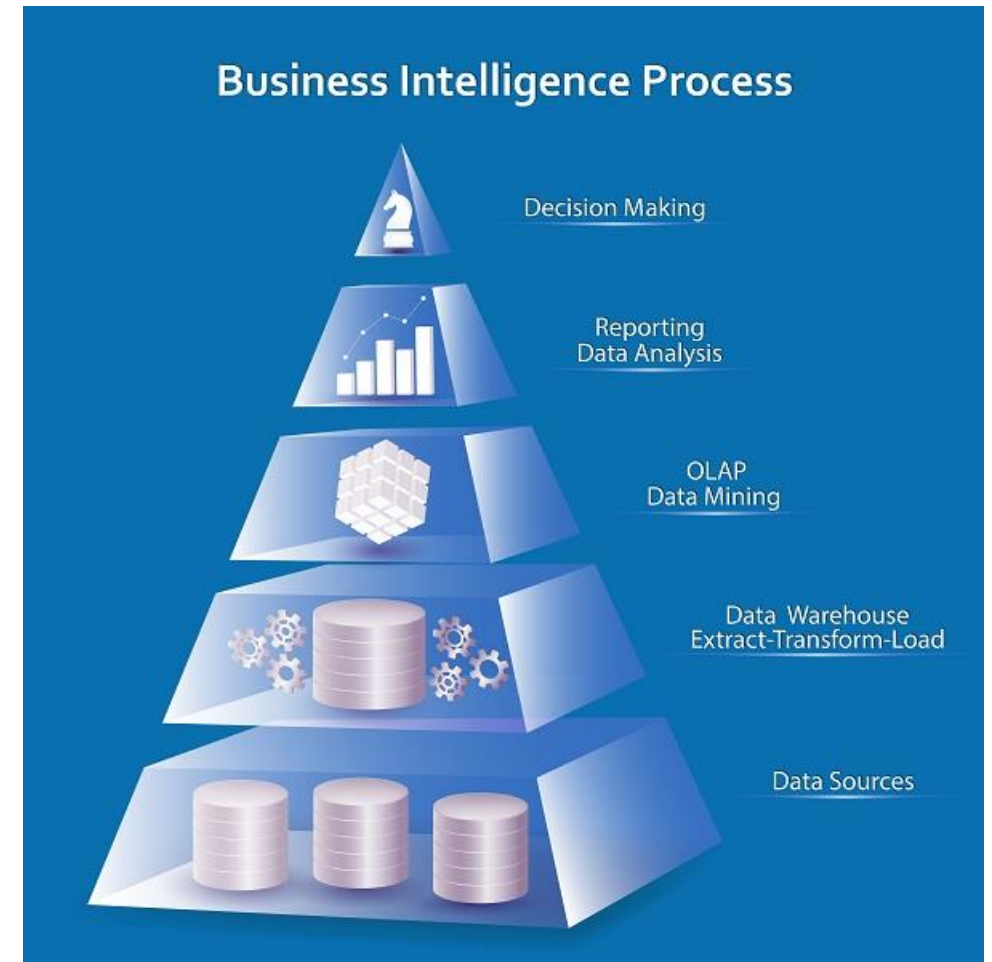 Business Intelligence Process
Decision Making
Reporting
Data Analysis
OLAP
Data Mining
Data Warehouse
Extract-Transform-Load
Data Sources